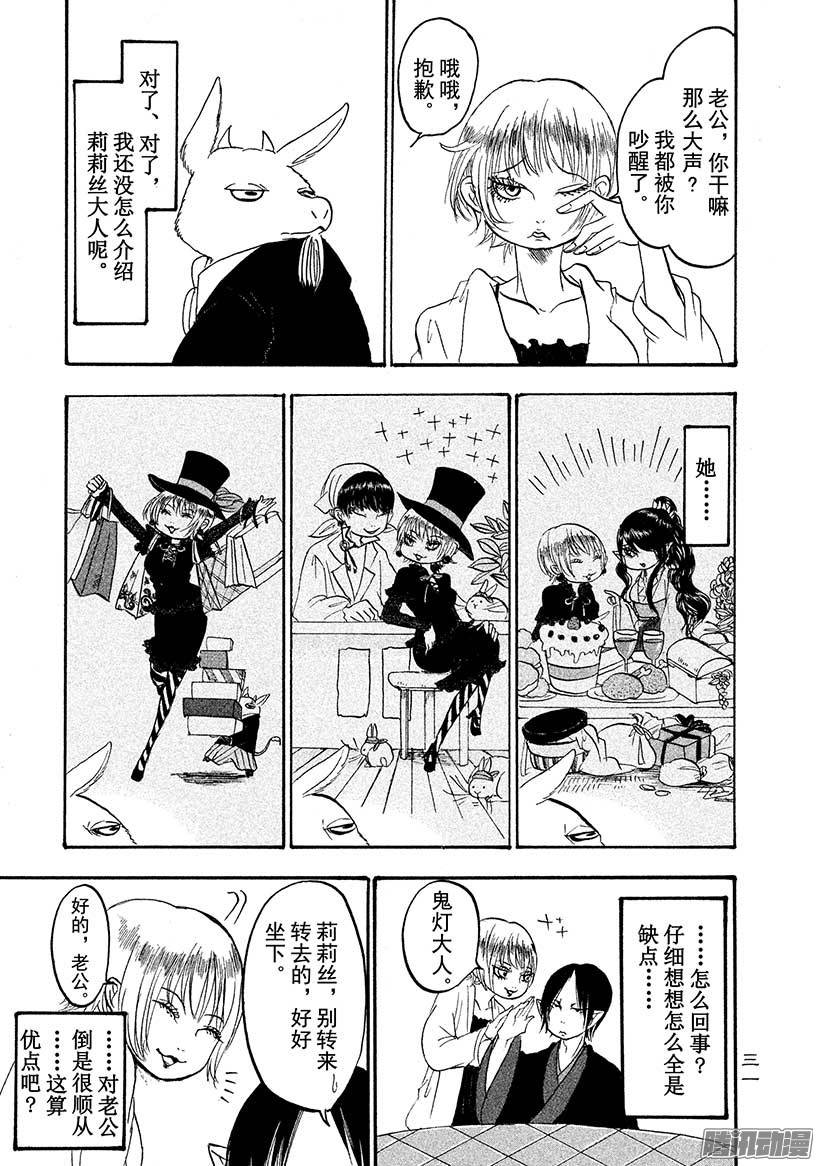 老公，你干嘛
那么大声？
我都被你
吵醒了。
哦哦，
抱歉。
对了、对了，
我还没怎么介绍
莉莉丝大人呢。
她……
……怎么回事？
仔细想想怎么全是
缺点……
鬼灯大人。
莉莉丝，别转来
转去的，好好
坐下。
好的，老公。
……对老公
倒是很顺从
……这算
优点吧？
三一
腾讯动漫